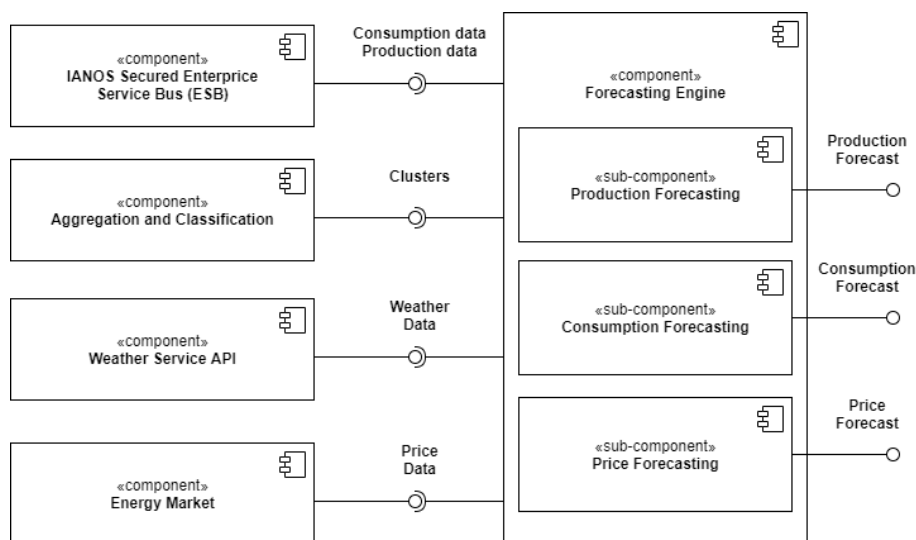 «component»
IANOS Secured Enterprice
Service Bus (ESB)
Consumption data
Production data
«component»
Forecasting Engine
«component»
Aggregation and Classification
Clusters
«sub-component»
Production Forecasting
Production
Forecast
«component»
Weather Service API
Weather
Data
«sub-component»
Consumption Forecasting
Consumption
Forecast
«component»
Energy Market
Price
Data
«sub-component»
Price Forecasting
Price
Forecast